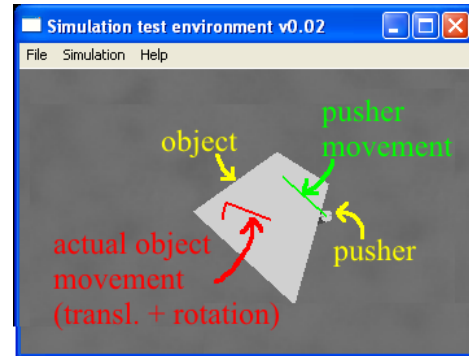 Simulation test environment v0.02
File Simulation Help
pusher
movement
object
pusher
actual object
movement
(transl. + rotation)